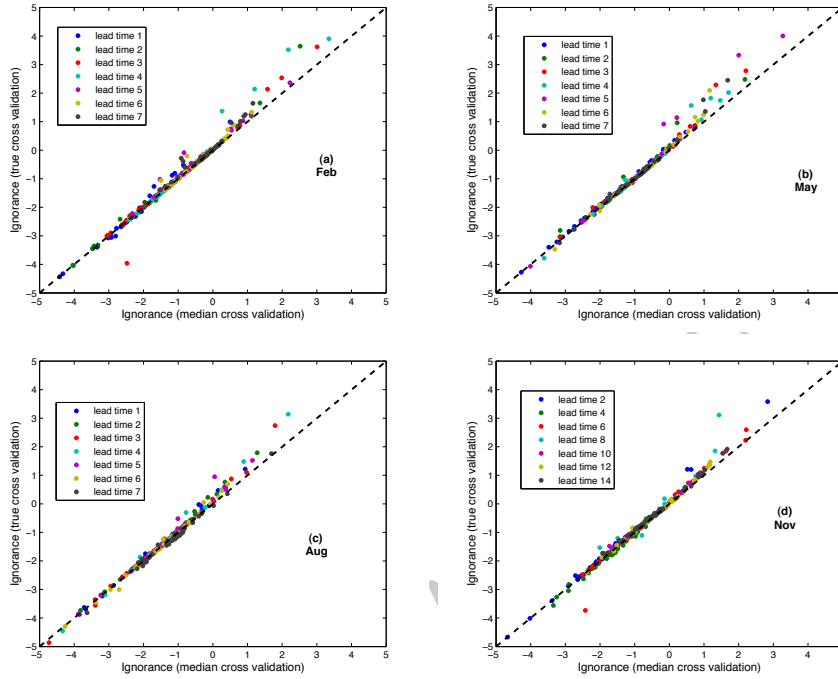 5
4
3
2
1
0
−1
−2
−3
−4
−5
Ignorance (true cross validation)
lead time 1
lead time 2
lead time 3
lead time 4
lead time 5
lead time 6
lead time 7
(a)
Feb
−5 −4 −3 −2 −1 0 1 2 3 4 5
Ignorance (median cross validation)
5
4
3
2
1
0
−1
−2
−3
−4
−5
Ignorance (true cross validation)
lead time 1
lead time 2
lead time 3
lead time 4
lead time 5
lead time 6
lead time 7
(b)
May
−5 −4 −3 −2 −1 0 1 2 3 4
Ignorance (median cross validation)
5
4
3
2
1
0
−1
−2
−3
−4
−5
Ignorance (true cross validation)
lead time 1
lead time 2
lead time 3
lead time 4
lead time 5
lead time 6
lead time 7
(c)
Aug
−5 −4 −3 −2 −1 0 1 2 3 4 5
Ignorance (median cross validation)
5
4
3
2
1
0
−1
−2
−3
−4
−5
Ignorance (true cross validation)
lead time 2
lead time 4
lead time 6
lead time 8
lead time 10
lead time 12
lead time 14
(d)
Nov
−5 −4 −3 −2 −1 0 1 2 3 4
Ignorance (median cross validation)